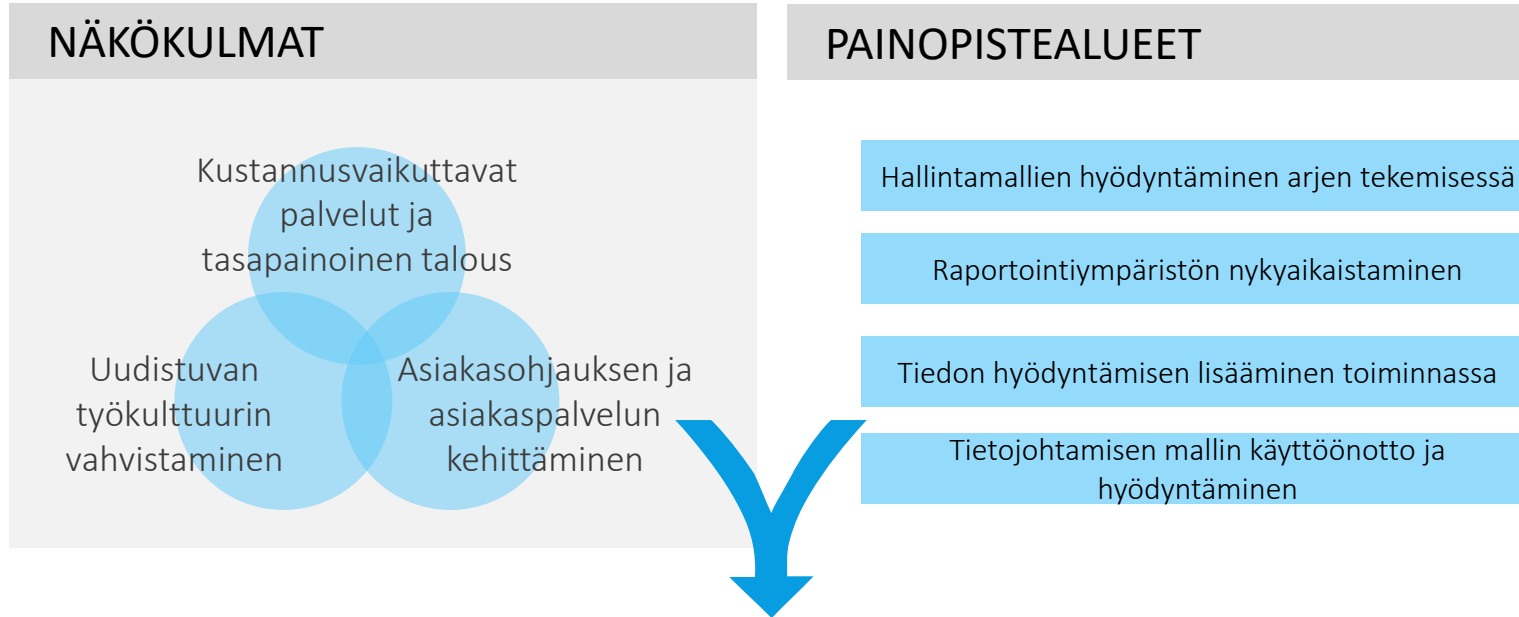 NÄKÖKULMAT
Kustannusvaikuttavat
palvelut ja
tasapainoinen talous
Uudistuvan
työkulttuurin
vahvistaminen
Asiakasohjauksen ja
asiakaspalvelun
kehittäminen
PAINOPISTEALUEET
Hallintamallien hyödyntäminen arjen tekemisessä
Raportointiympäristön nykyaikaistaminen
Tiedon hyödyntämisen lisääminen toiminnassa
Tietojohtamisen mallin käyttöönotto ja
hyödyntäminen